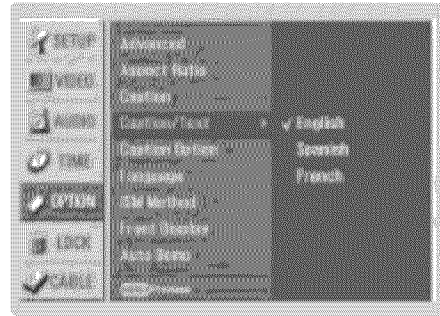 SETUP
VIDEO
AUDIO
TIME
OPTION
LOCK
CABLE
Advanced
Aspect Ratio
Caption
Caption/Text
Caption Option
Language
ISM Method
Front Display
Auto Demo
English
Spanish
French